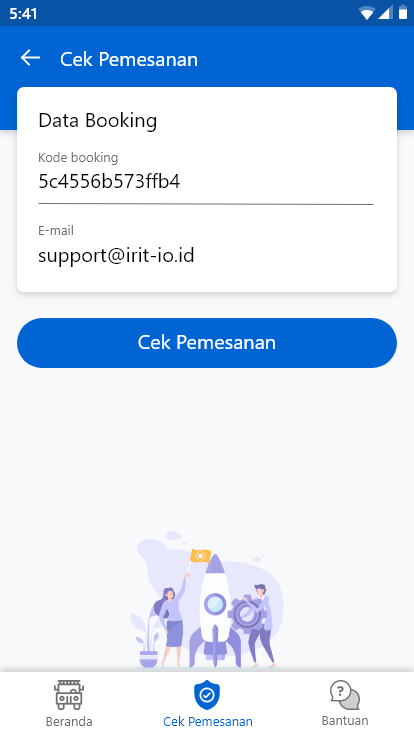 5:41
Cek Pemesanan
Data Booking
Kode booking
5c4556b573ffb4
E-mail
support@irit-io.id
Cek Pemesanan
?
Beranda
Cek Pemesanan
Bantuan